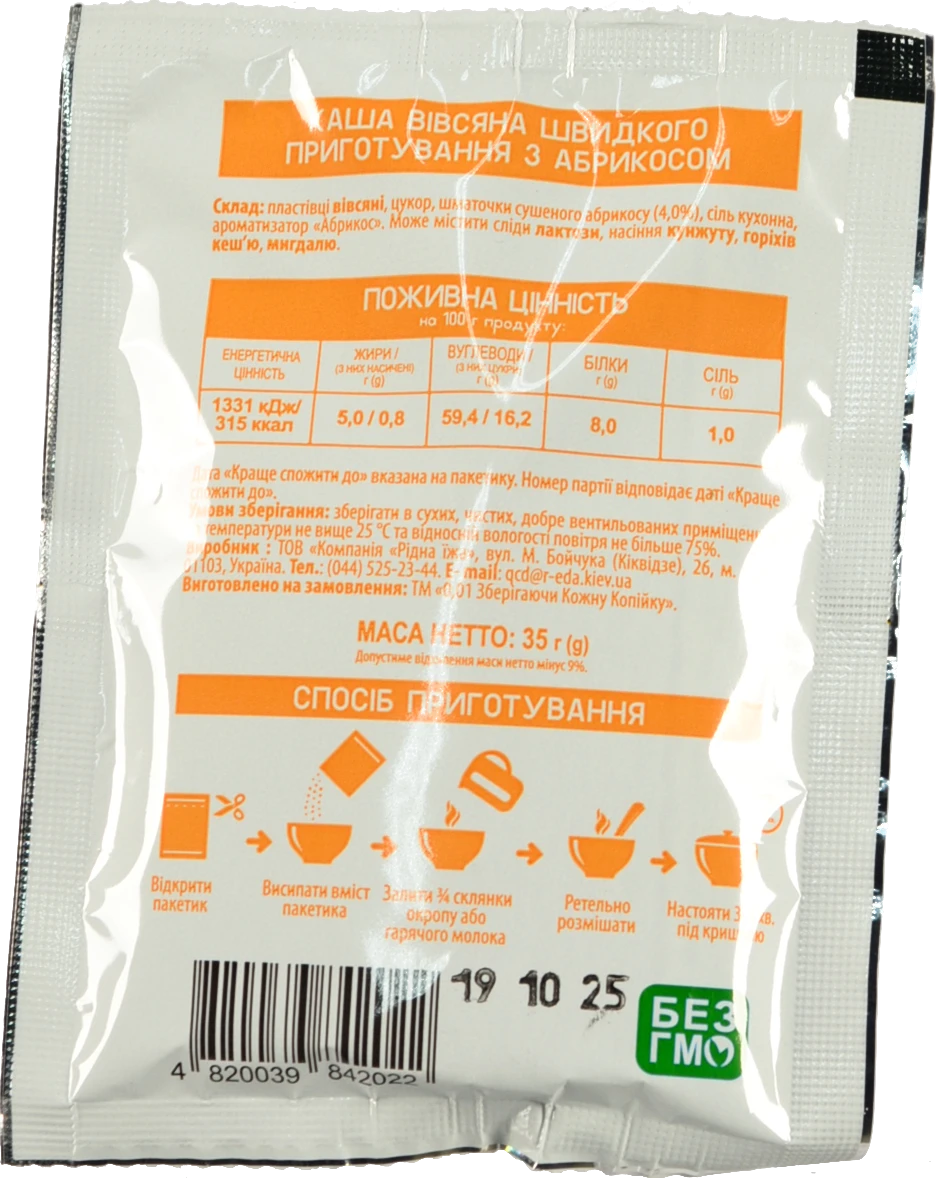 КАША ВІВСЯНА ШВИДКОГО
ПРИГОТУВАННЯ З АБРИКОСОМ
Склад: пластівці вівсяні, цукор, шматочки сушеного абрикосу (4,0%), сіль кухонна,
ароматизатор «Абрикос». Може містити сліди лактози, насіння кунжуту, горіхів
кеш'ю, мигдалю.
ПОЖИВНА ЦІННІСТЬ
на 100 г продукту:
ЕНЕРГЕТИЧНА ЦІННІСТЬ
ЖИРИ / (З НИХ НАСИЧЕНІ) г (g)
ВУГЛЕВОДИ / (З НИХ ЦУКРИ) г (g)
БІЛКИ г (g)
СІЛЬ г (g)
1331 кДж/ 315 ккал
5,0 / 0,8
59,4 / 16,2
8,0
1,0
Дата «Краще спожити до» вказана на пакетику. Номер партії відповідає даті «Краще
спожити до».
Умови зберігання: зберігати в сухих, чистих, добре вентильованих
температури не вище 25 °C та відносній вологості повітря не більше 75%.
Виробник : ТОВ «Компанія «Рідна їжа», вул. М. Бойчука (Кіквідзе), 26, м.
Україна. Тел.: (044) 525-23-44. E-mail: qcd@r-eda.kiev.ua
Виготовлено на замовлення: ТМ «0,01 Зберігаючи Кожну Копійку».
МАСА НЕТТО: 35 г (g)
Допустиме відхилення маси нетто мінус 9%.
СПОСІБ ПРИГОТУВАННЯ
Відкрити
пакетик
Висипати вміст
пакетика
Залити ¾ склянки
окропу або
гарячого молока
Ретельно
розмішати
Настояти хв.
під кришкою
19 10 25
БЕЗ
ГМО
4 820039 842022